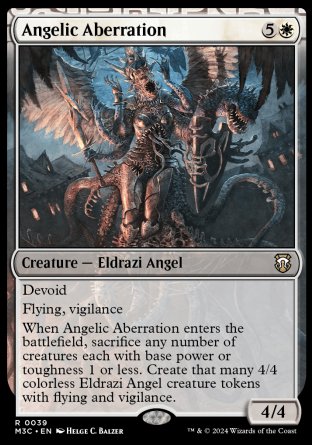 Angelic Aberration 5
Creature — Eldrazi Angel
Devoid
Flying, vigilance
When Angelic Aberration enters the
battlefield, sacrifice any number of
creatures each with base power or
toughness 1 or less. Create that many 4/4
colorless Eldrazi Angel creature tokens
with flying and vigilance.
4/4
R 0039
M3C • EN Helge C. Balzer
™ & © 2024 Wizards of the Coast